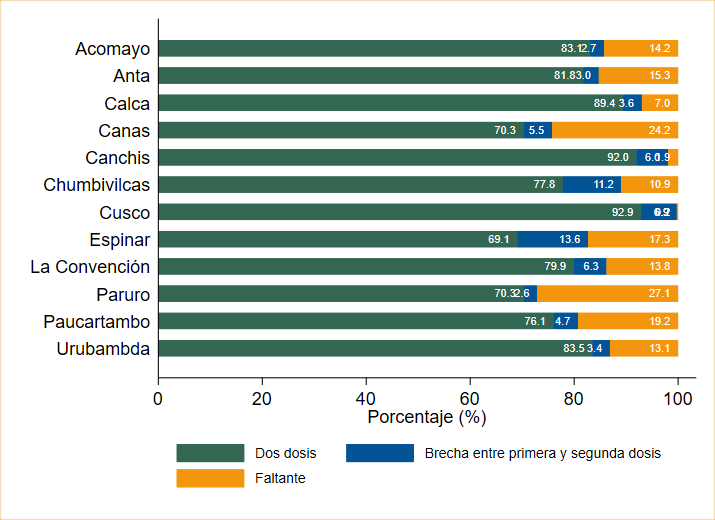 Acomayo 83.1 2.7 14.2
Anta 81.8 3.0 15.3
Calca 89.4 3.6 7.0
Canas 70.3 5.5 24.2
Canchis 92.0 6.0 1.9
Chumbivilcas 77.8 11.2 10.9
Cusco 92.9
Espinar 69.1 13.6 17.3
La Convención 79.9 6.3 13.8
Paruro 70.3 2.6 27.1
Paucartambo 76.1 4.7 19.2
Urubambda 83.5 3.4 13.1
0 20 40 60 80 100
Porcentaje (%)
Dos dosis Brecha entre primera y segunda dosis
Faltante